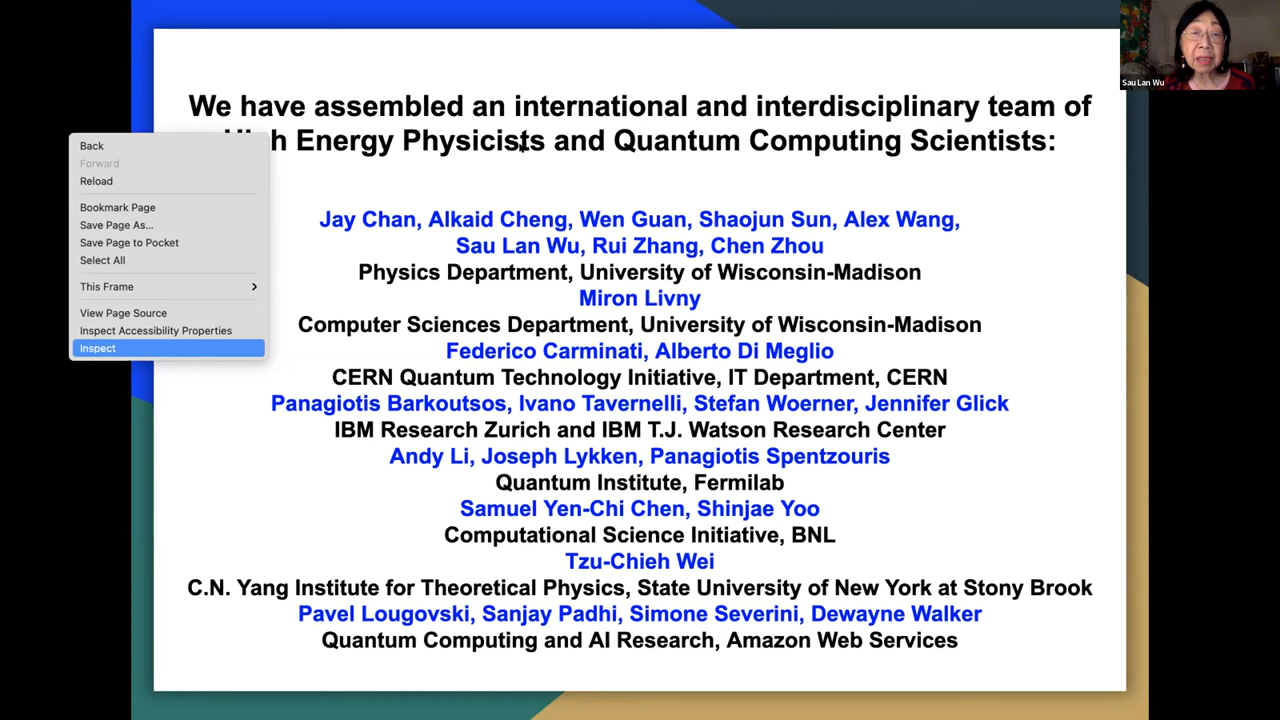 Sau Lan Wu
We have assembled an international and interdisciplinary team of
h Energy Physicists and Quantum Computing Scientists:
Back
Forward
Reload
Bookmark Page
Save Page As...
Save Page to Pocket
Select All
This Frame
View Page Source
Inspect Accessibility Properties
Inspect
Jay Chan, Alkaid Cheng, Wen Guan, Shaojun Sun, Alex Wang,
Sau Lan Wu, Rui Zhang, Chen Zhou
Physics Department, University of Wisconsin-Madison
Miron Livny
Computer Sciences Department, University of Wisconsin-Madison
Federico Carminati, Alberto Di Meglio
CERN Quantum Technology Initiative, IT Department, CERN
Panagiotis Barkoutsos, Ivano Tavernelli, Stefan Woerner, Jennifer Glick
IBM Research Zurich and IBM T.J. Watson Research Center
Andy Li, Joseph Lykken, Panagiotis Spentzouris
Quantum Institute, Fermilab
Samuel Yen-Chi Chen, Shinjae Yoo
Computational Science Initiative, BNL
Tzu-Chieh Wei
C.N. Yang Institute for Theoretical Physics, State University of New York at Stony Brook
Pavel Lougovski, Sanjay Padhi, Simone Severini, Dewayne Walker
Quantum Computing and AI Research, Amazon Web Services